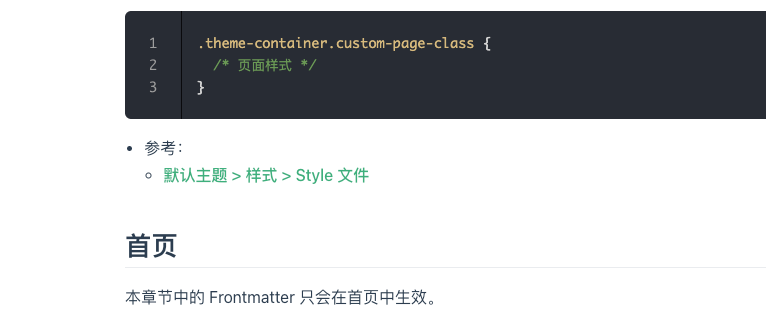 1 .theme-container.custom-page-class {
2 /* 页面样式 */
3 }
• 参考：
◦ 默认主题 > 样式 > Style 文件
首页
本章节中的 Frontmatter 只会在首页中生效。